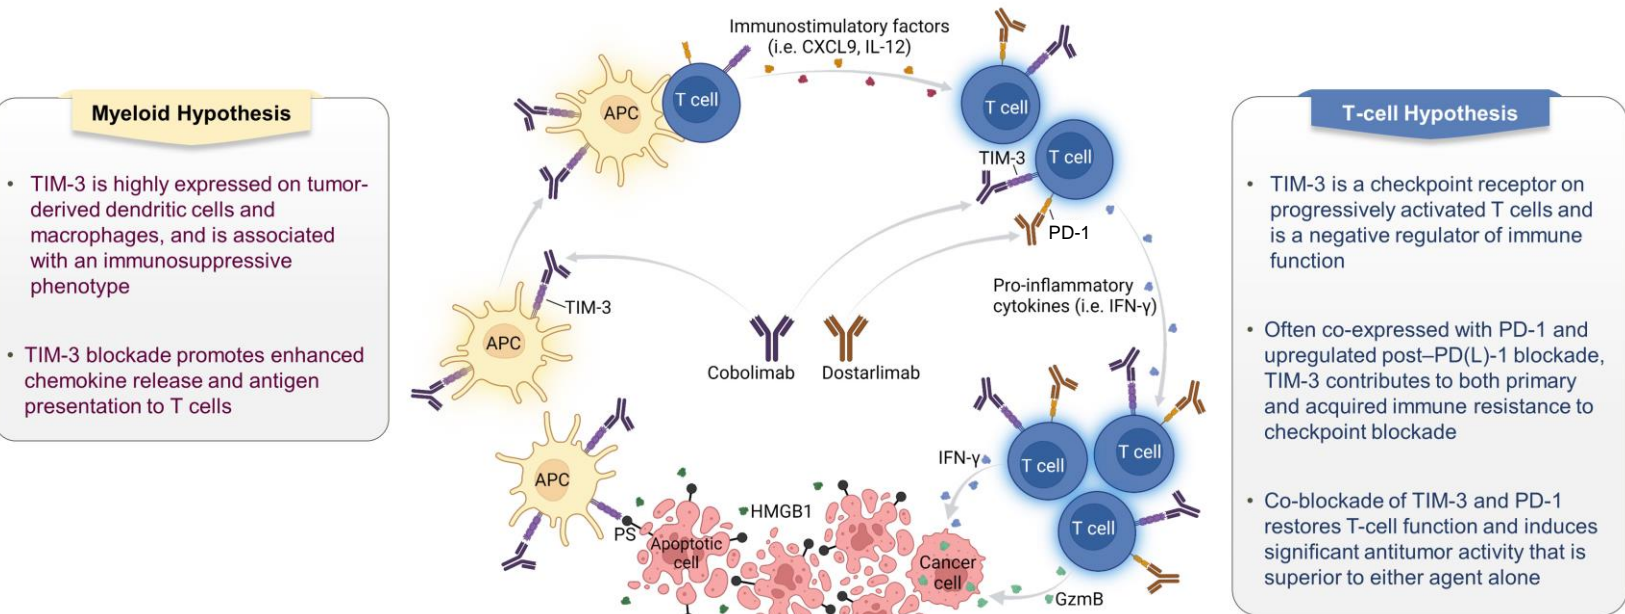 Myeloid Hypothesis
• TIM-3 is highly expressed on tumor-
derived dendritic cells and
macrophages, and is associated
with an immunosuppressive
phenotype
• TIM-3 blockade promotes enhanced
chemokine release and antigen
presentation to T cells
Immunostimulatory factors
(i.e. CXCL9, IL-12)
APC
T cell
T cell
T cell
TIM-3
PD-1
Pro-inflammatory
cytokines (i.e. IFN-γ)
TIM-3
APC
Cobolimab
Dostarlimab
APC
PS
Apoptotic
cell
HMGB1
Cancer
cell
IFN-γ
T cell
T cell
T cell
GzmB
T-cell Hypothesis
• TIM-3 is a checkpoint receptor on
progressively activated T cells and
is a negative regulator of immune
function
• Often co-expressed with PD-1 and
upregulated post–PD(L)-1 blockade,
TIM-3 contributes to both primary
and acquired immune resistance to
checkpoint blockade
• Co-blockade of TIM-3 and PD-1
restores T-cell function and induces
significant antitumor activity that is
superior to either agent alone